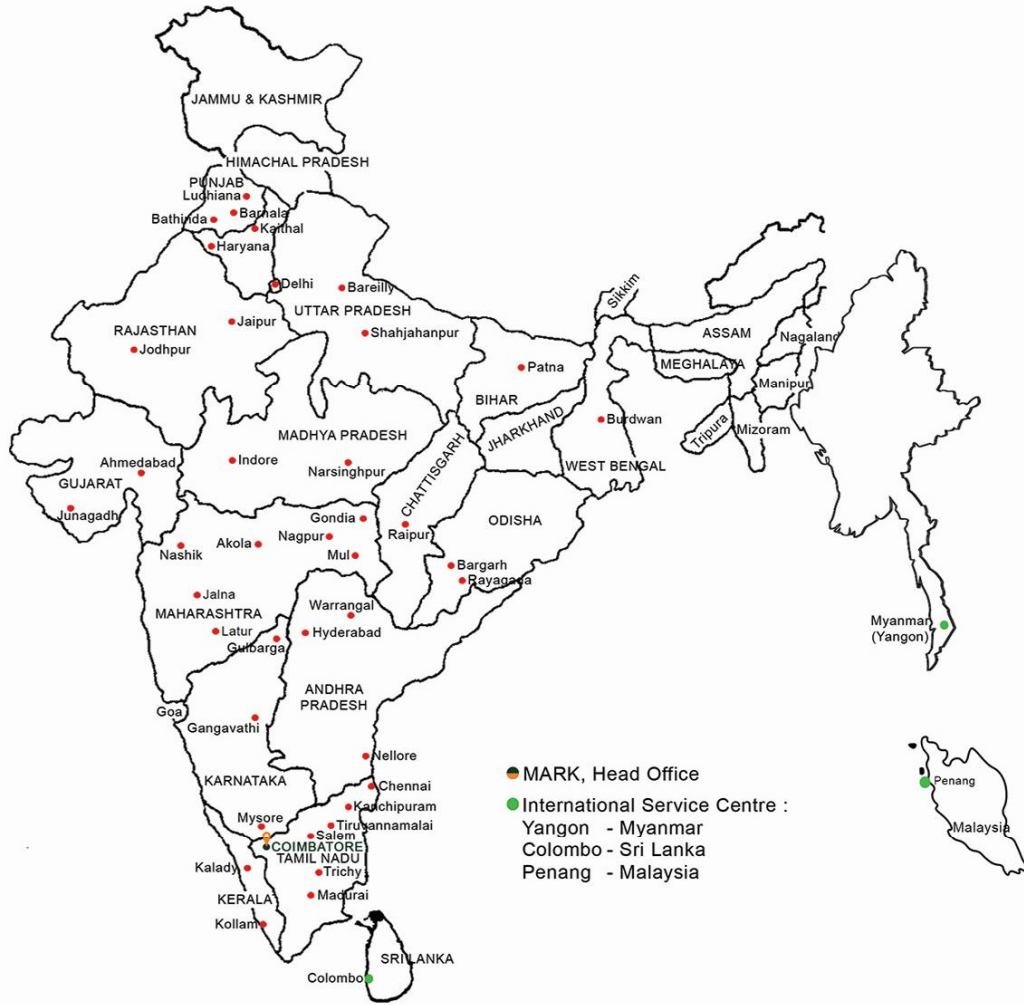 JAMMU & KASHMIR
HIMACHAL PRADESH
PUNJAB
Ludhiana
Barnala
Bathinda
Kaithal
Haryana
Delhi
Bareilly
UTTAR PRADESH
Sikkim
RAJASTHAN
Jaipur
Shahjahanpur
Jodhpur
ASSAM
Nagaland
MEGHALAYA
Patna
Manipur
BIHAR
JHARKHAND
Burdwan
Tripura
Mizoram
MADHYA PRADESH
Ahmedabad
Indore
Narsinghpur
CHATTISGARH
WEST BENGAL
GUJARAT
Junagadh
Gondia
Raipur
ODISHA
Nagpur
Nashik
Akola
Mul
Bargarh
Rayagada
Jalna
MAHARASHTRA
Warrangal
Latur
Hyderabad
Gulbarga
Myanmar
(Yangon)
ANDHRA
PRADESH
Goa
Gangavathi
Nellore
KARNATAKA
Chennai
Kanchipuram
Mysore
Tiruvannamalai
Salem
COIMBATORE
TAMIL NADU
Kalady
Trichy
KERALA
Madurai
Kollam
SRI LANKA
Colombo
MARK, Head Office
International Service Centre :
Yangon - Myanmar
Colombo - Sri Lanka
Penang - Malaysia
Penang
Malaysia